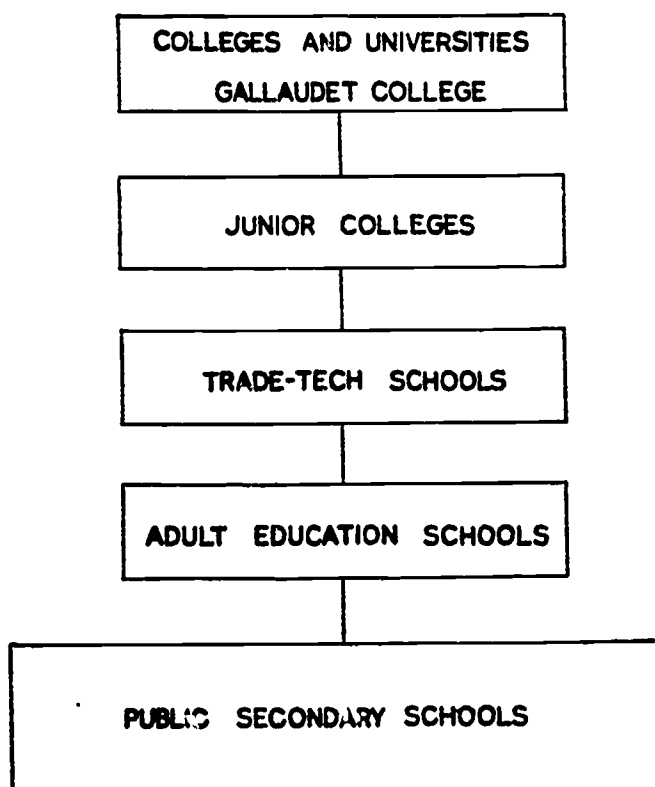 COLLEGES AND UNIVERSITIES
GALLAUDET COLLEGE
JUNIOR COLLEGES
TRADE-TECH SCHOOLS
ADULT EDUCATION SCHOOLS
PUBLIC SECONDARY SCHOOLS